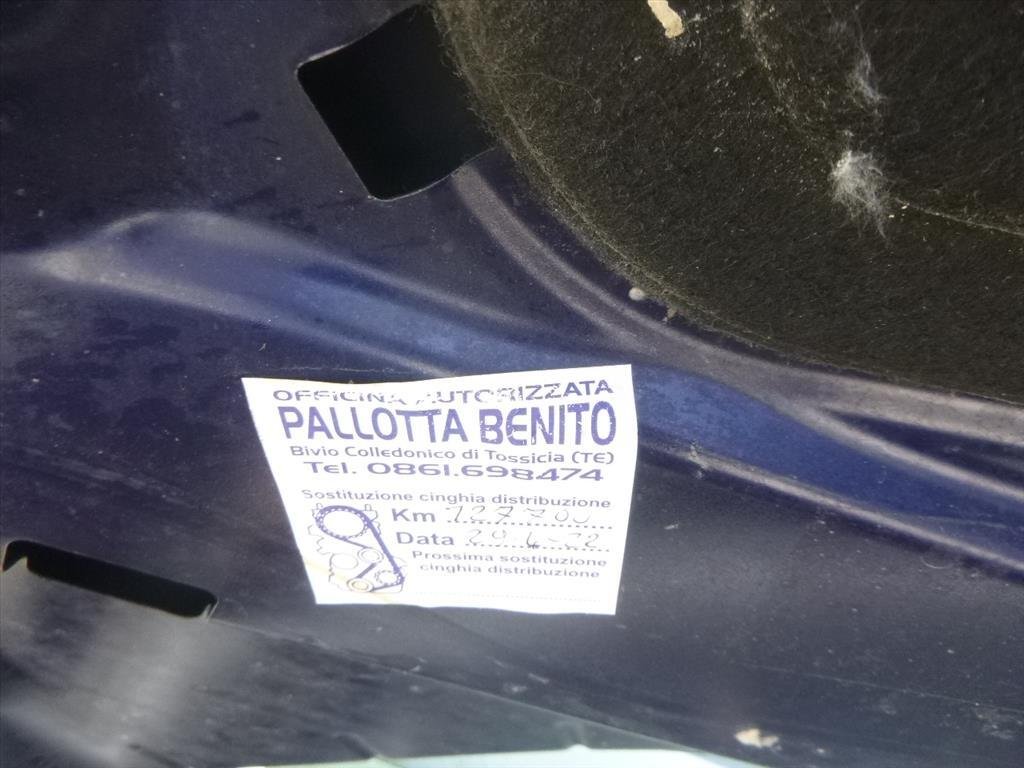 OFFICINA AUTORIZZATA
PALLOTTA BENITO
Bivio Colledonico di Tossicia (TE)
Tel. 0861.698474
Sostituzione cinghia distribuzione
Km 127700
Data
Prossima sostituzione
cinghia distribuzione